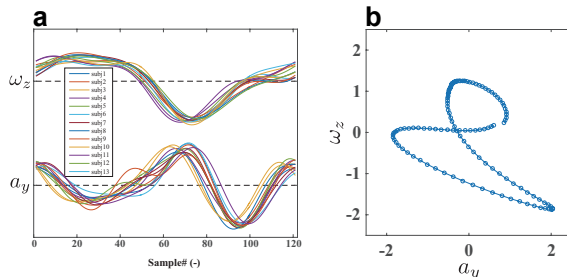 a
ω_z
a_y
subj1
subj2
subj3
subj4
subj5
subj6
subj7
subj8
subj9
subj10
subj11
subj12
subj13
0 20 40 60 80 100 120
Sample# (-)
b
2
1
0
-1
-2
ω_z
-2 0 2
a_y